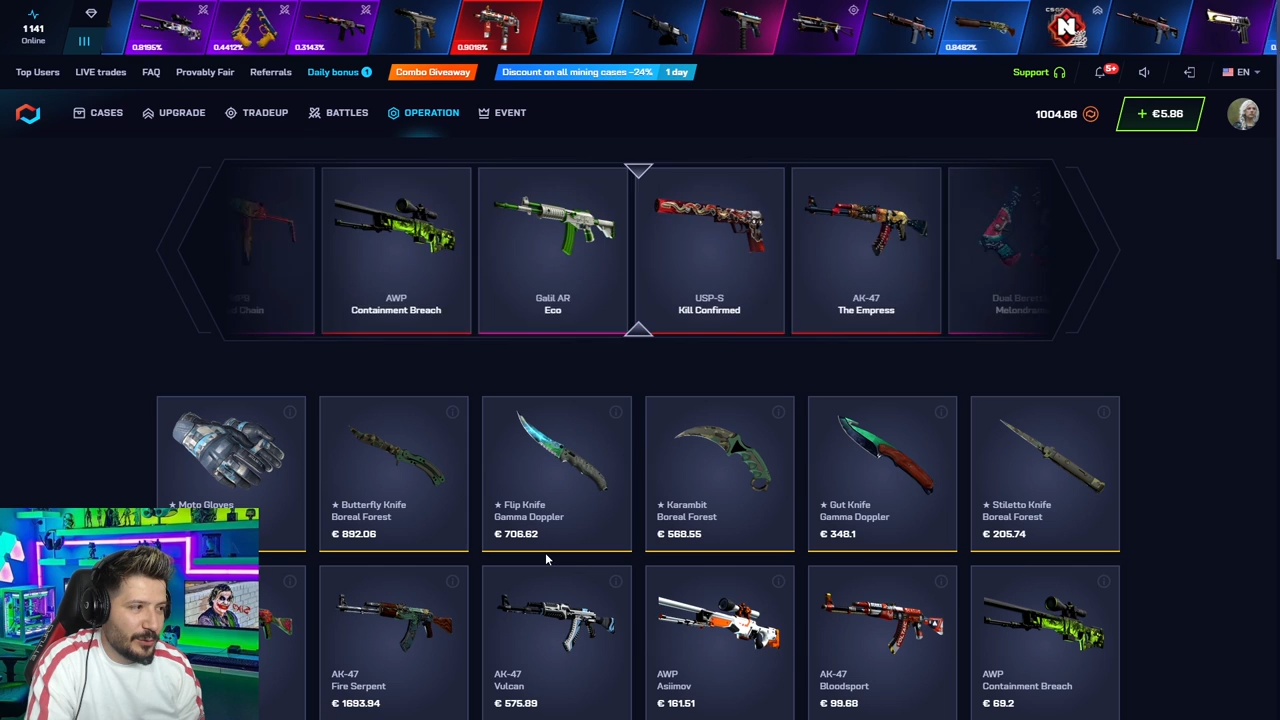 1 141
Online
0.8195%
0.4412%
0.3143%
0.9018%
0.9482%
CS:GO
N
Top Users
LIVE trades
FAQ
Provably Fair
Referrals
Daily bonus 1
Combo Giveaway
Discount on all mining cases −24%
1 day
Support
5+
EN
CASES
UPGRADE
TRADEUP
BATTLES
OPERATION
EVENT
1004.66
+ €5.86
AWP
Containment Breach
Galil AR
Eco
USP-S
Kill Confirmed
AK-47
The Empress
★ Moto Gloves
★ Butterfly Knife
Boreal Forest
€ 892.06
★ Flip Knife
Gamma Doppler
€ 706.62
★ Karambit
Boreal Forest
€ 568.55
★ Gut Knife
Gamma Doppler
€ 348.1
★ Stiletto Knife
Boreal Forest
€ 205.74
AK-47
Fire Serpent
€ 1693.94
AK-47
Vulcan
€ 575.89
AWP
Asiimov
€ 161.51
AK-47
Bloodsport
€ 99.68
AWP
Containment Breach
€ 69.2